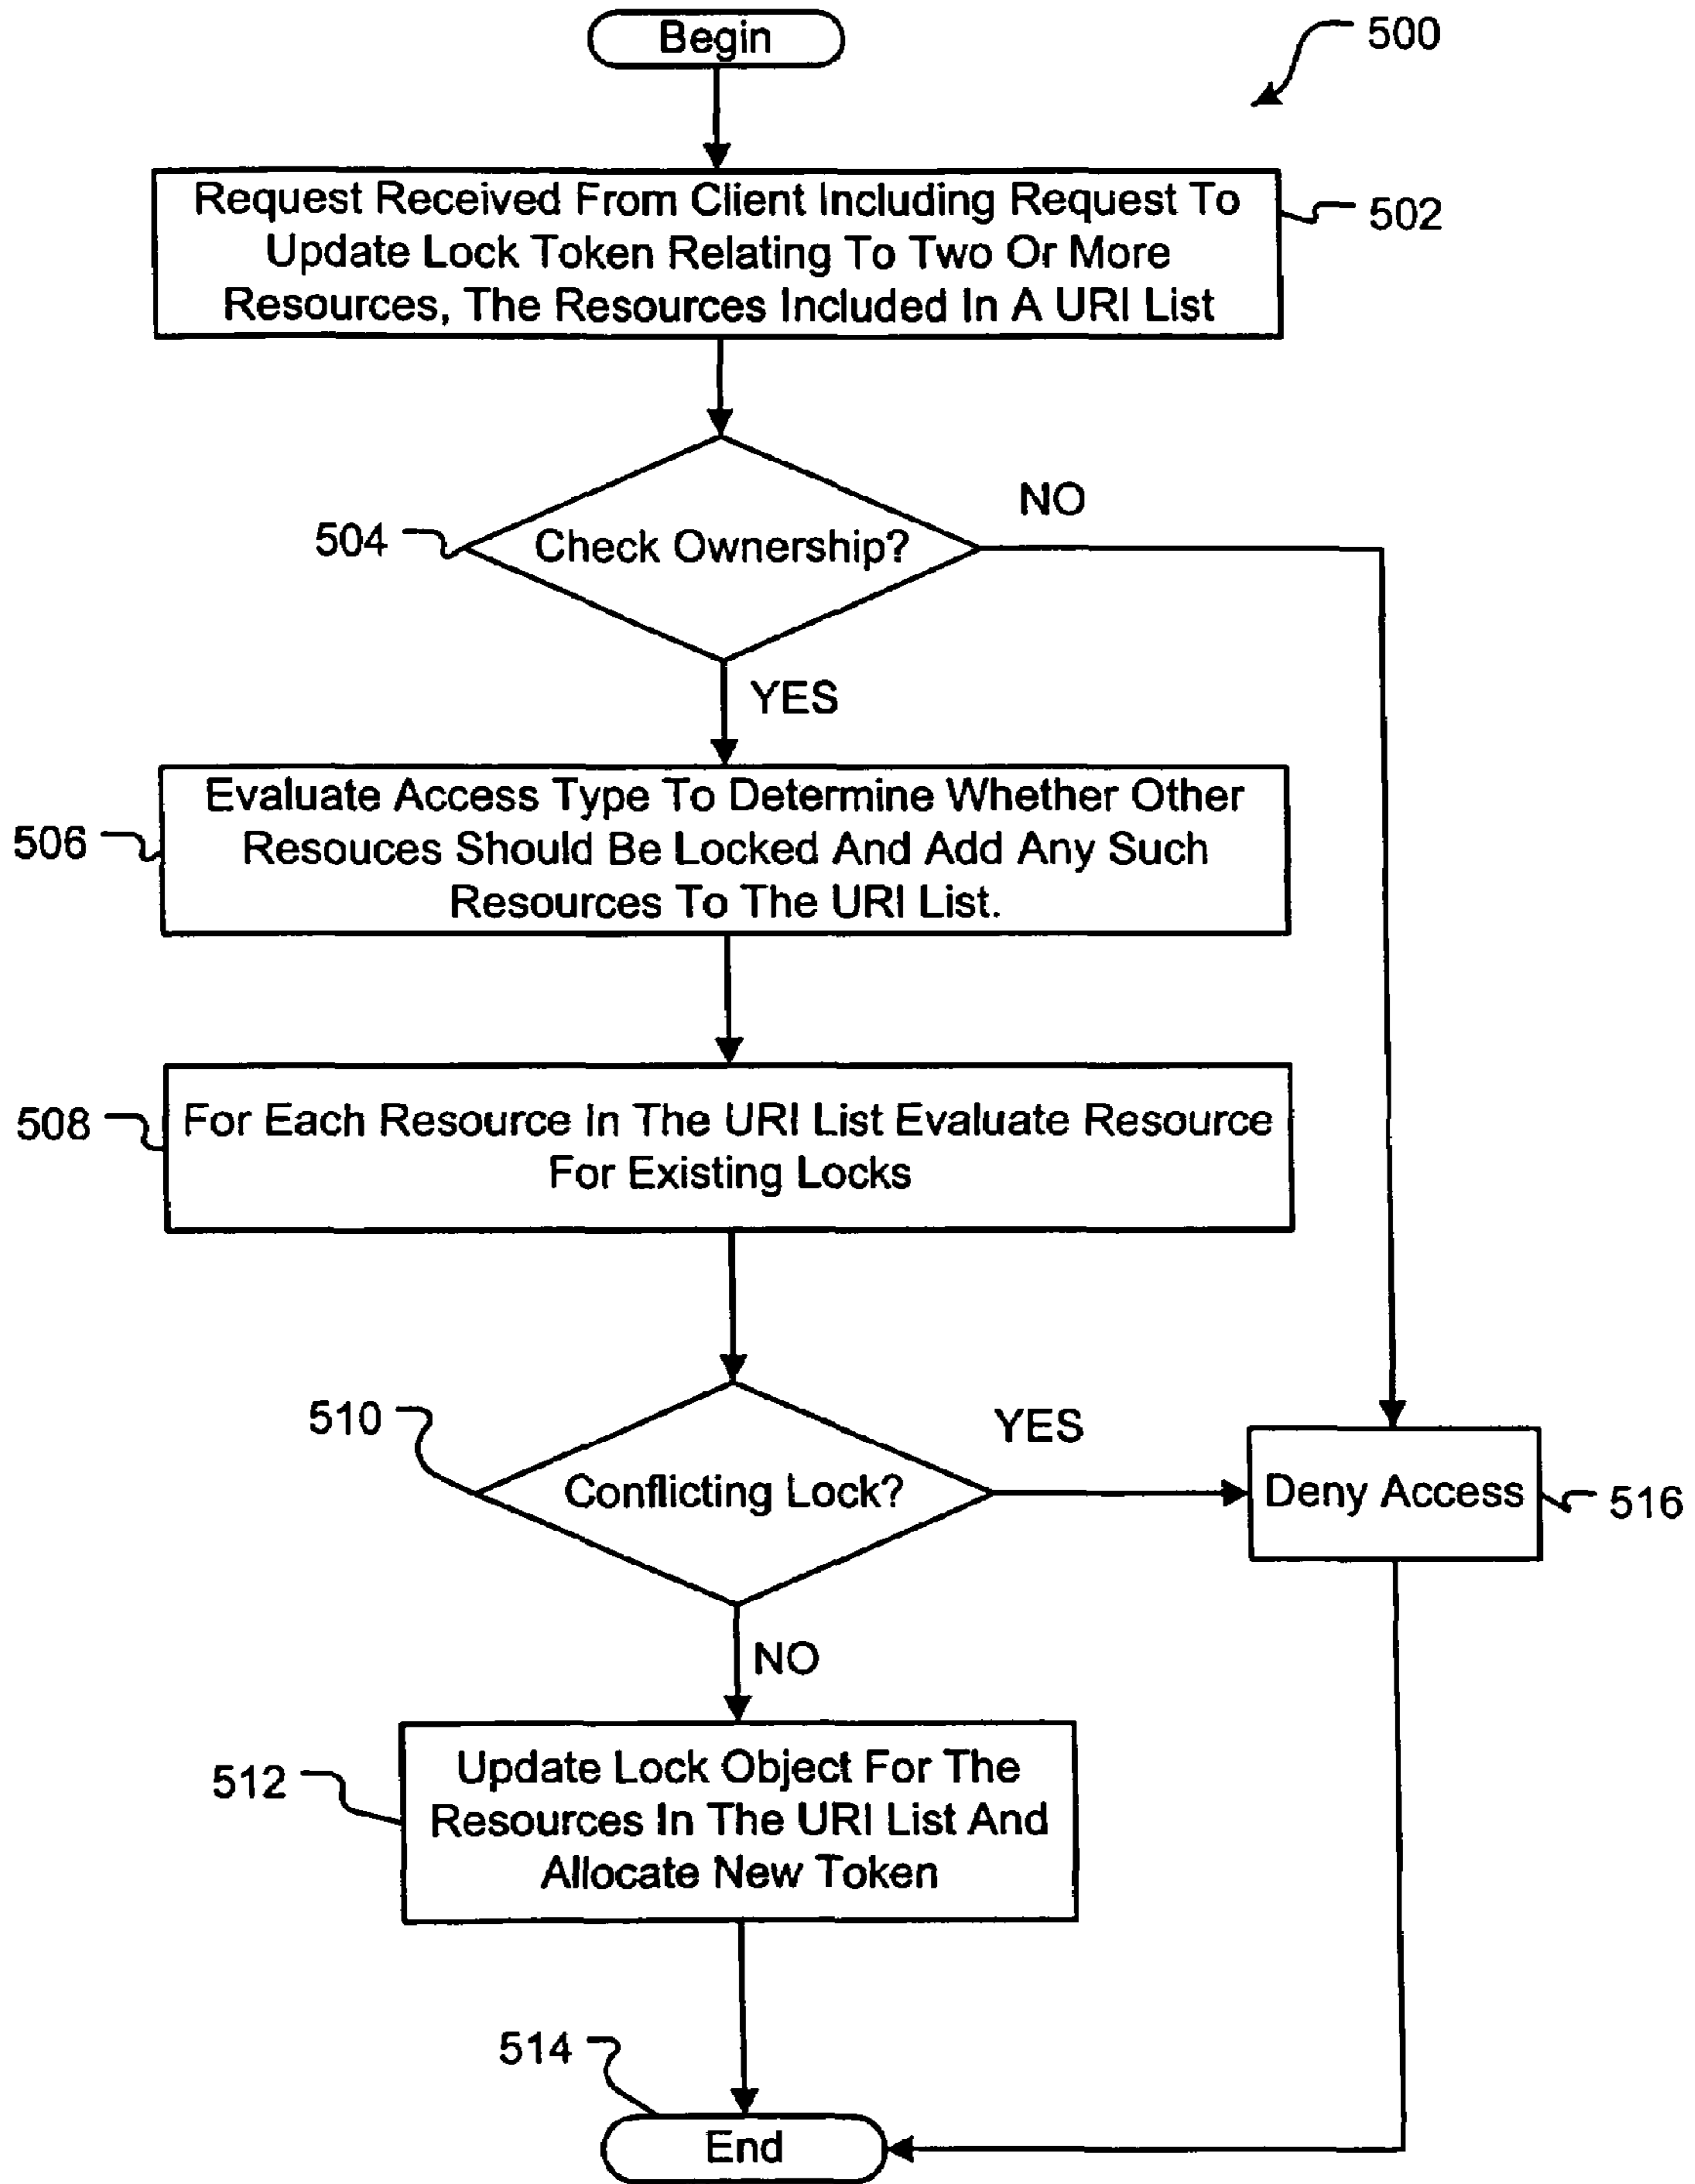 Begin
500
Request Received From Client Including Request To
Update Lock Token Relating To Two Or More
Resources, The Resources Included In A URI List
502
504
Check Ownership?
NO
YES
506
Evaluate Access Type To Determine Whether Other
Resouces Should Be Locked And Add Any Such
Resources To The URI List.
508
For Each Resource In The URI List Evaluate Resource
For Existing Locks
510
Conflicting Lock?
YES
Deny Access
516
NO
512
Update Lock Object For The
Resources In The URI List And
Allocate New Token
514
End